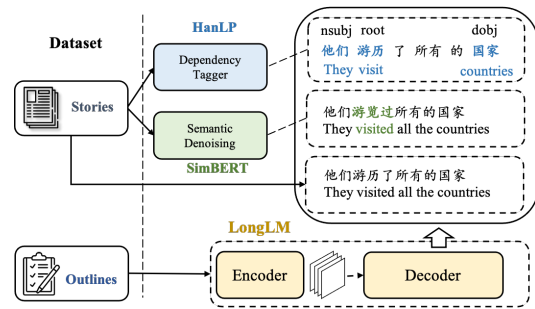 Dataset
HanLP
nsubj root dobj
他们 游历 了 所有 的 国家
They visit countries
Dependency
Tagger
Stories
Semantic
Denoising
SimBERT
他们游览过所有的国家
They visited all the countries
他们游历了所有的国家
They visited all the countries
LongLM
Outlines
Encoder
Decoder